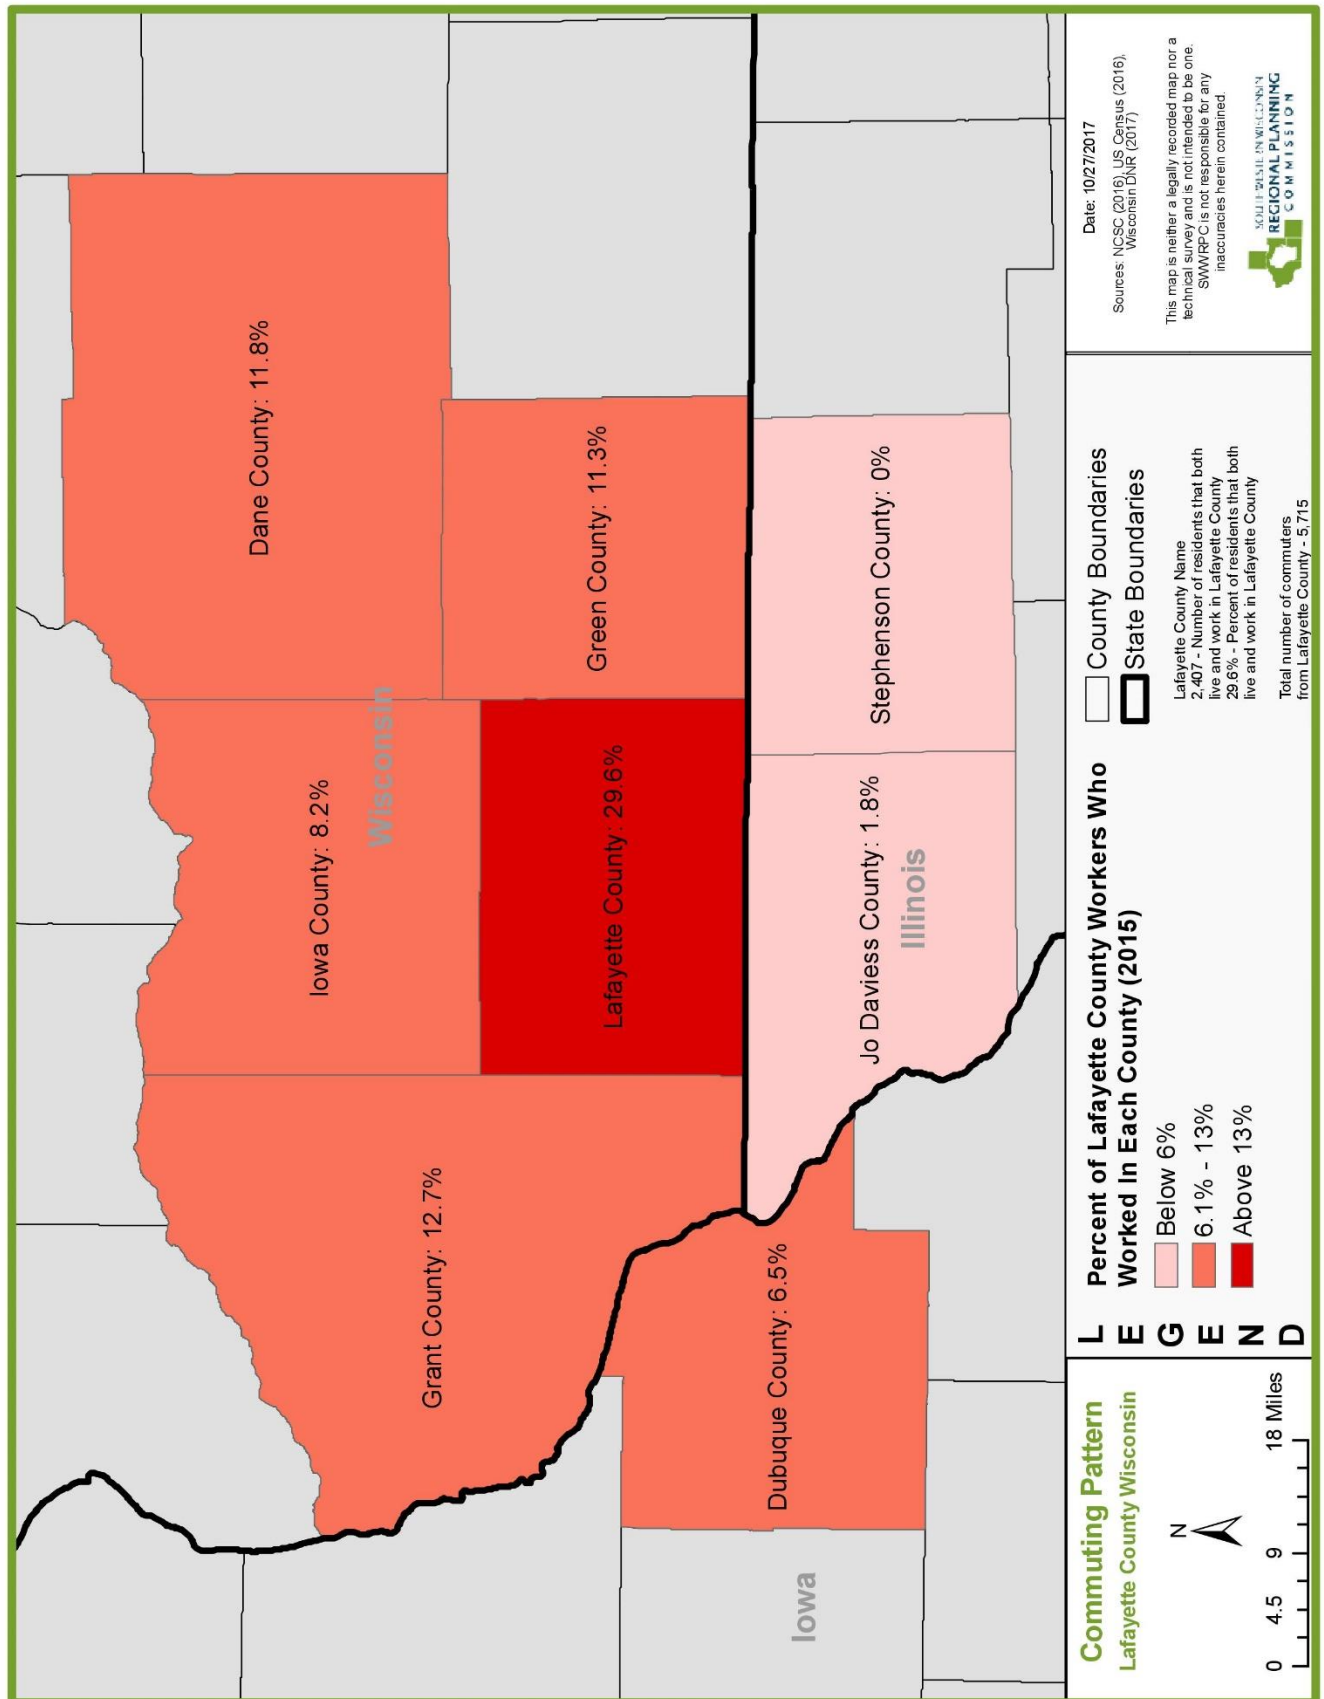 Dane County: 11.8%
Iowa County: 8.2%
Wisconsin
Grant County: 12.7%
Green County: 11.3%
Lafayette County: 29.6%
Dubuque County: 6.5%
Jo Daviess County: 1.8%
Stephenson County: 0%
Illinois
Iowa
Commuting Pattern
Lafayette County Wisconsin
N
0 4.5 9 18 Miles
L
E
G
E
N
D
Percent of Lafayette County Workers Who
Worked In Each County (2015)
Below 6%
6.1% - 13%
Above 13%
County Boundaries
State Boundaries
Lafayette County Name
2,407 - Number of residents that both
live and work in Lafayette County
29.6% - Percent of residents that both
live and work in Lafayette County
Total number of commuters
from Lafayette County - 5,715
Date: 10/27/2017
Sources: NCSC (2016), US Census (2016),
Wisconsin DNR (2017)
This map is neither a legally recorded map nor a
technical survey and is not intended to be one.
SWWRPC is not responsible for any
inaccuracies herein contained.
SOUTHWESTERN WISCONSIN
REGIONAL PLANNING
COMMISSION